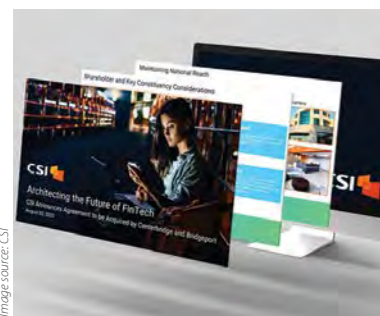 Maintaining National Reach
Shareholder and Key Constituency Considerations
CSI
Architecting the Future of FinTech
CSI Announces Agreement to be Acquired by Centerbridge and Bridgeport
SI
Image source: CSI